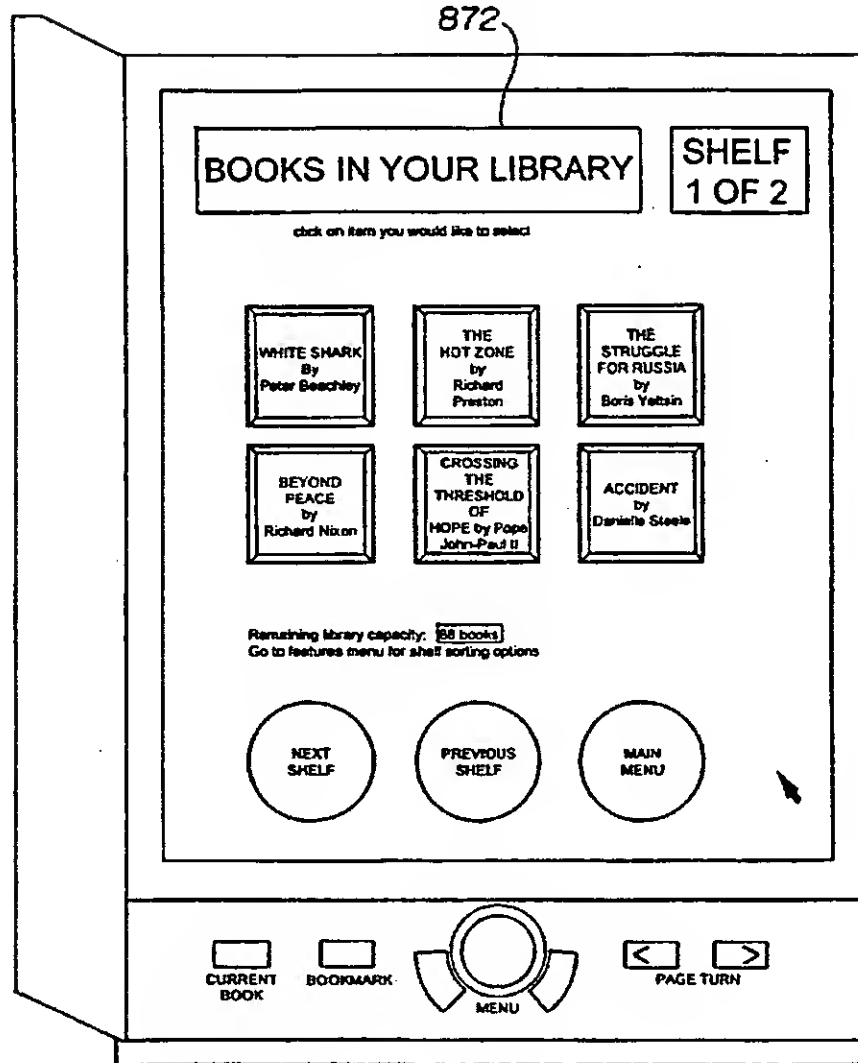 872
BOOKS IN YOUR LIBRARY
SHELF
1 OF 2
click on item you would like to select
WHITE SHARK
By
Peter Beachley
THE
HOT ZONE
by
Richard
Preston
THE
STRUGGLE
FOR RUSSIA
by
Boris Yeltsin
BEYOND
PEACE
by
Richard Nixon
CROSSING
THE
THRESHOLD
OF
HOPE by Pope
John-Paul II
ACCIDENT
by
Danielle Steele
Remaining library capacity: 88 books
Go to features menu for shelf sorting options
NEXT
SHELF
PREVIOUS
SHELF
MAIN
MENU
CURRENT
BOOK
BOOKMARK
MENU
< >
PAGE TURN